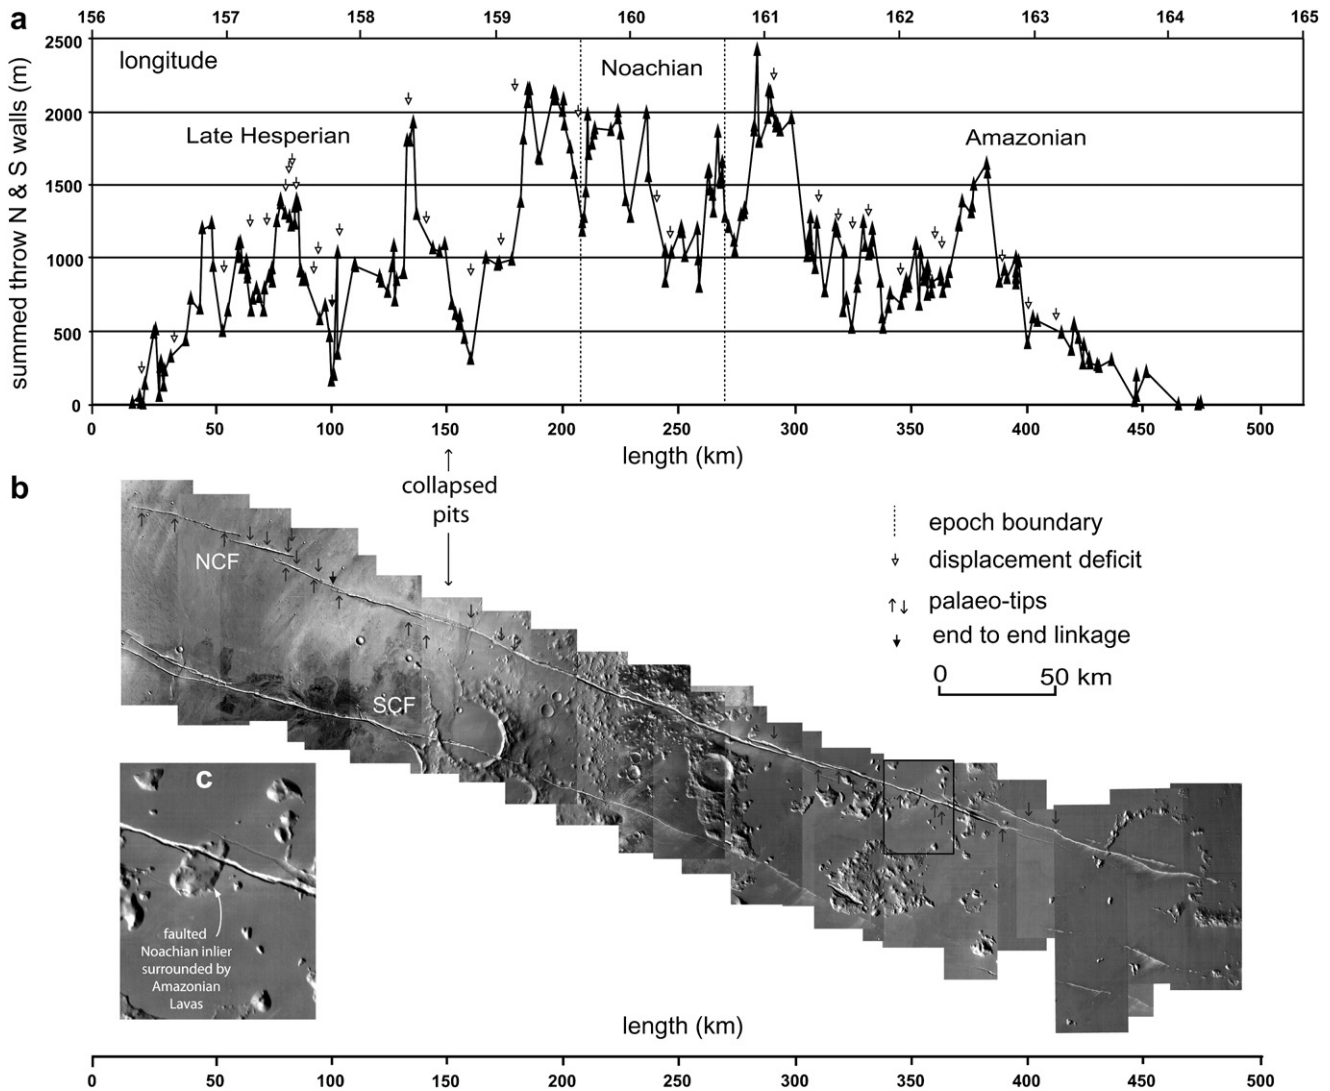 a
156 157 158 159 160 161 162 163 164 165
2500
longitude
Noachian
2000
Late Hesperian
Amazonian
1500
1000
500
0
summed throw N & S walls (m)
0 50 100 150 200 250 300 350 400 450 500
length (km)
b
collapsed
pits
NCF
SCF
epoch boundary
displacement deficit
palaeo-tips
end to end linkage
0 50 km
c
faulted
Noachian inlier
surrounded by
Amazonian
Lavas
length (km)
0 50 100 150 200 250 300 350 400 450 500